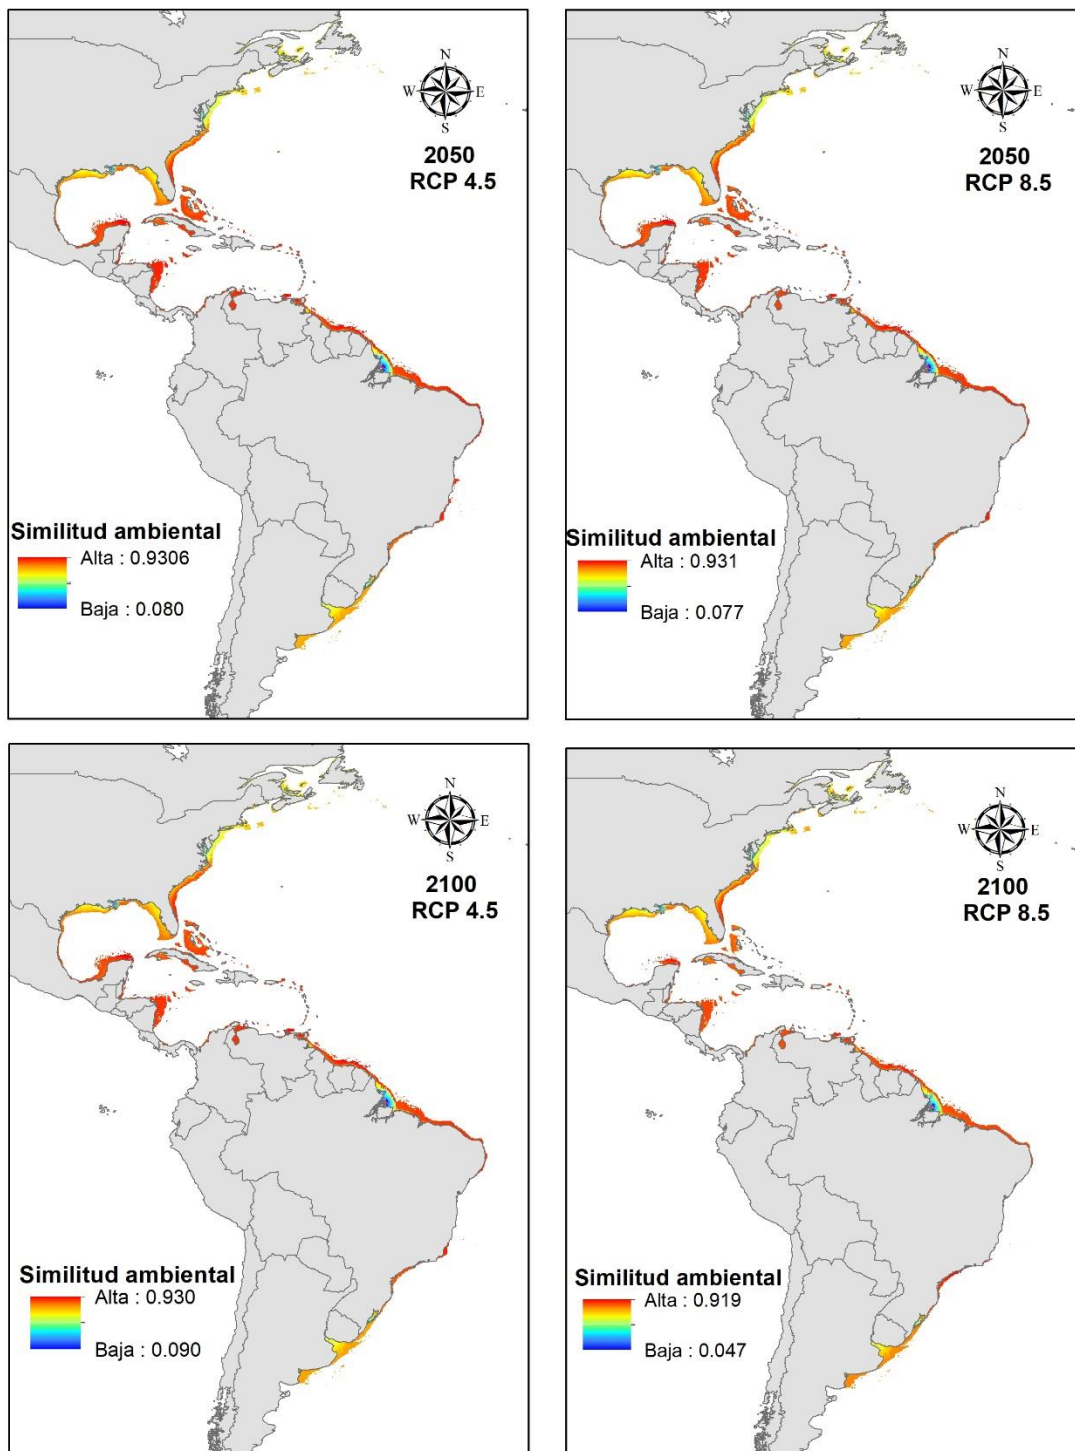 N
W E
S
2050
RCP 4.5
Similitud ambiental
Alta : 0.9306
Baja : 0.080
N
W E
S
2050
RCP 8.5
Similitud ambiental
Alta : 0.931
Baja : 0.077
N
W E
S
2100
RCP 4.5
Similitud ambiental
Alta : 0.930
Baja : 0.090
N
W E
S
2100
RCP 8.5
Similitud ambiental
Alta : 0.919
Baja : 0.047